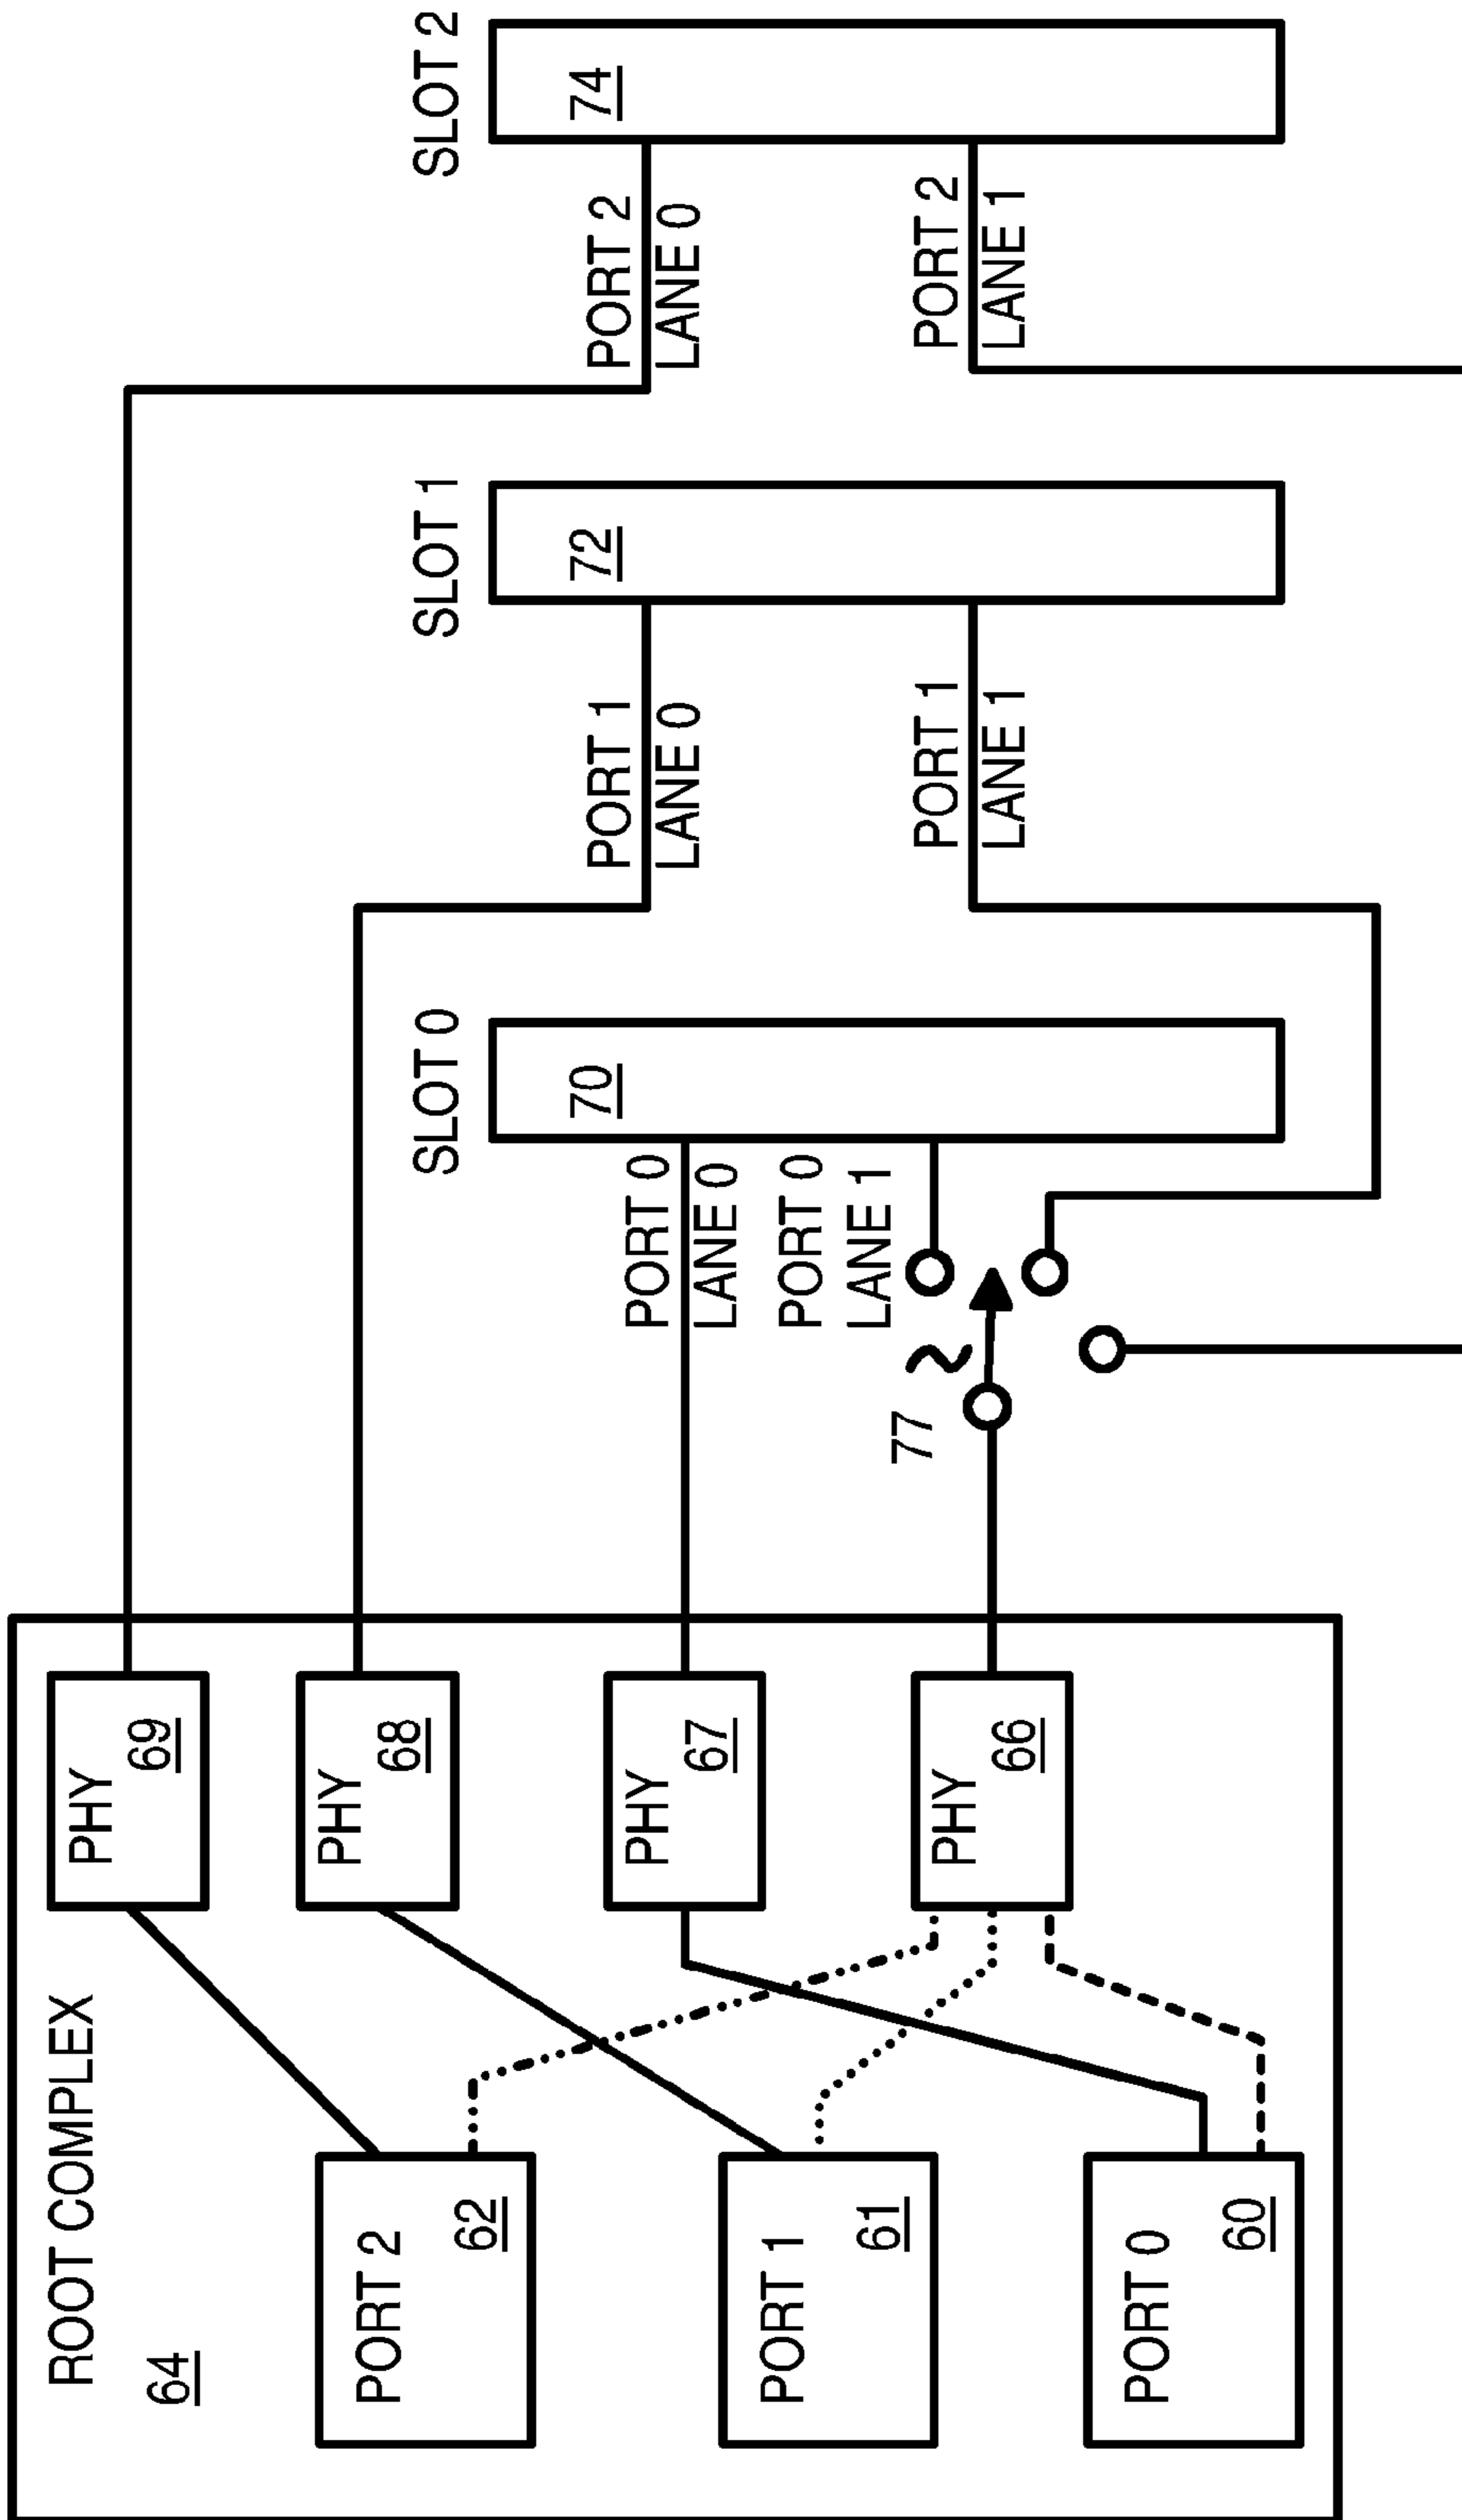 ROOT COMPLEX
64
PORT 2
62
PORT 1
61
PORT 0
60
PHY
69
PHY
68
PHY
67
PHY
66
77
PORT 0
LANE 0
PORT 0
LANE 1
SLOT 0
70
PORT 1
LANE 0
PORT 1
LANE 1
SLOT 1
72
PORT 2
LANE 0
PORT 2
LANE 1
SLOT 2
74